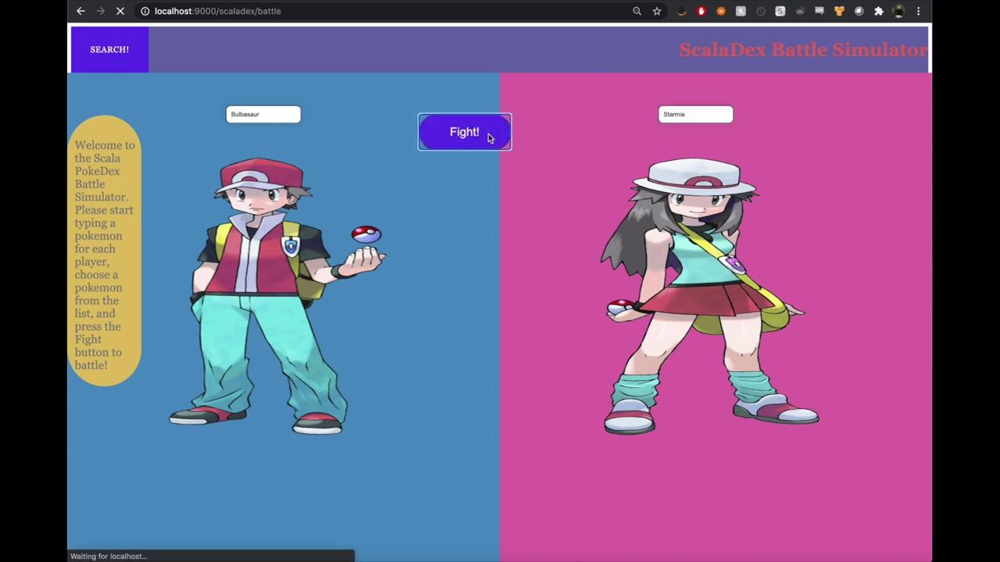 localhost:9000/scaladex/battle
SEARCH!
ScalaDex Battle Simulator
Bulbasaur
Fight!
Starmie
Welcome to
the Scala
PokeDex
Battle
Simulator.
Please start
typing a
pokemon
for each
player,
choose a
pokemon
from the
list, and
press the
Fight
button to
battle!
Waiting for localhost...